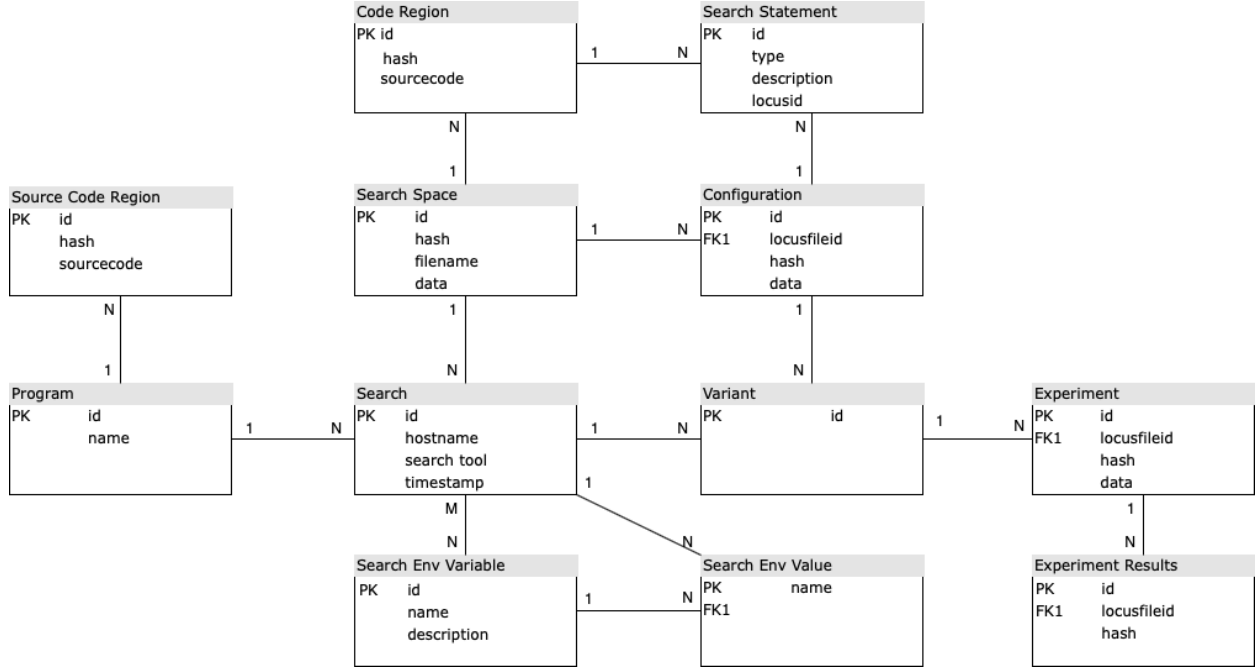 Code Region
PK id
hash
sourcecode
1 N
Search Statement
PK id
type
description
locusid
N
1
N
1
Source Code Region
PK id
hash
sourcecode
Search Space
PK id
hash
filename
data
1 N
Configuration
PK id
FK1 locusfileid
hash
data
N
1
1
N
1
N
Program
PK id
name
1 N
Search
PK id
hostname
search tool
timestamp
1 N
Variant
PK id
1 N
Experiment
PK id
FK1 locusfileid
hash
data
M
N
1
N
1
N
Search Env Variable
PK id
name
description
1 N
Search Env Value
PK name
FK1
Experiment Results
PK id
FK1 locusfileid
hash